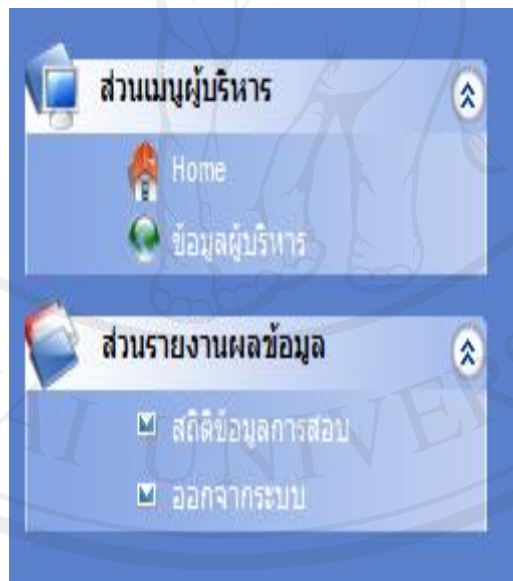 ส่วนเมนูผู้บริหาร
Home
ข้อมูลผู้บริหาร
ส่วนรายงานผลข้อมูล
สถิติข้อมูลการสอบ
ออกจากระบบ